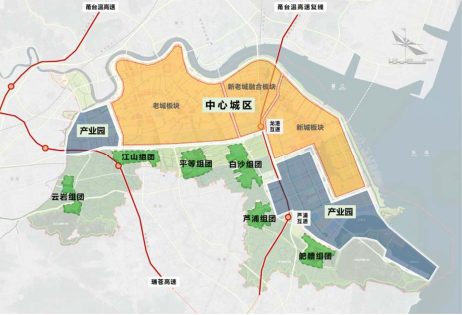 甬台温高速
甬台温高速复线
新老城融合板块
老城板块
中心城区
龙港
互通
新城板块
产业园
江山组团
平等组团
白沙组团
云岩组团
芦浦组团
芦浦
互通
产业园
肥艚组团
瑞苍高速